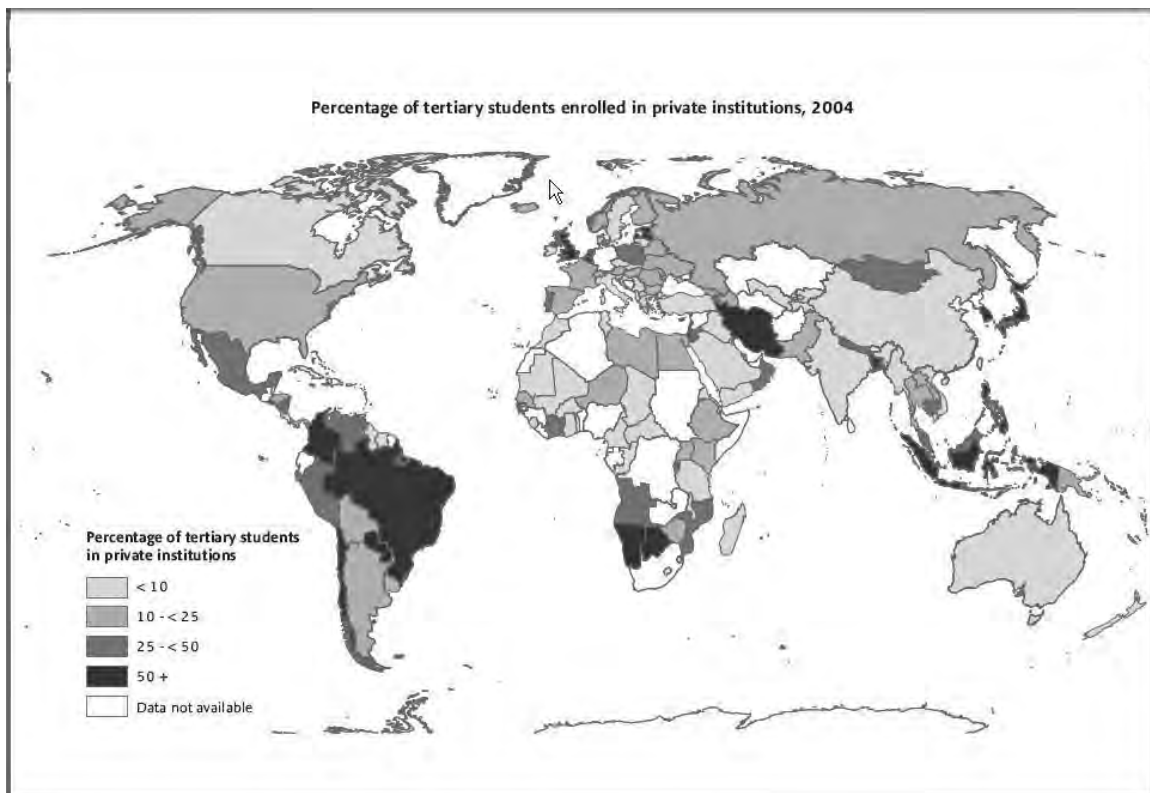 Percentage of tertiary students enrolled in private institutions, 2004
Percentage of tertiary students
in private institutions
< 10
10 - < 25
25 - < 50
50 +
Data not available